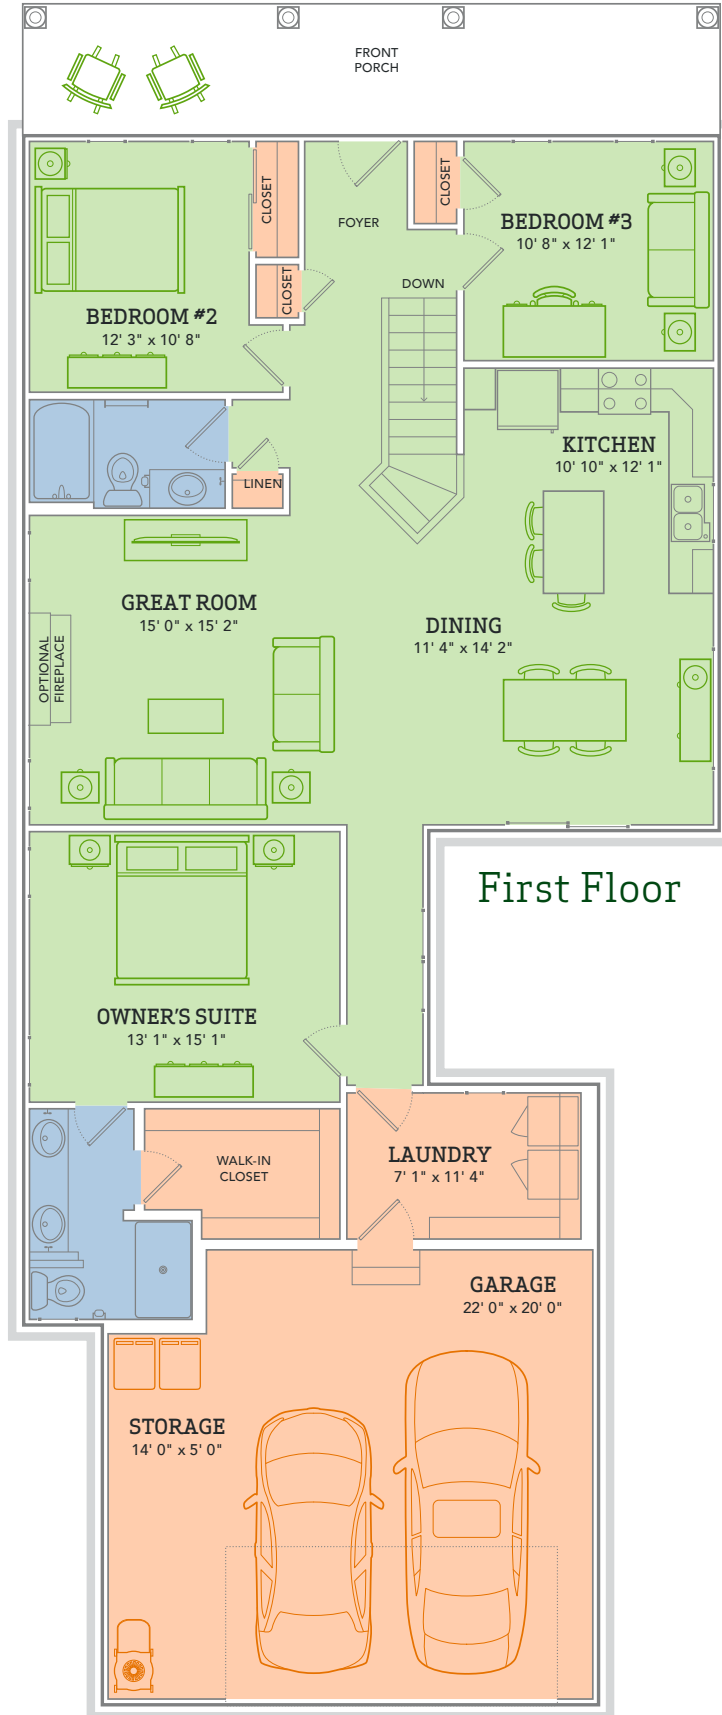 FRONT
PORCH
CLOSET
CLOSET
FOYER
BEDROOM #3
10' 8" x 12' 1"
CLOSET
DOWN
BEDROOM #2
12' 3" x 10' 8"
KITCHEN
10' 10" x 12' 1"
LINEN
GREAT ROOM
15' 0" x 15' 2"
DINING
11' 4" x 14' 2"
OPTIONAL
FIREPLACE
First Floor
OWNER'S SUITE
13' 1" x 15' 1"
WALK-IN
CLOSET
LAUNDRY
7' 1" x 11' 4"
GARAGE
22' 0" x 20' 0"
STORAGE
14' 0" x 5' 0"